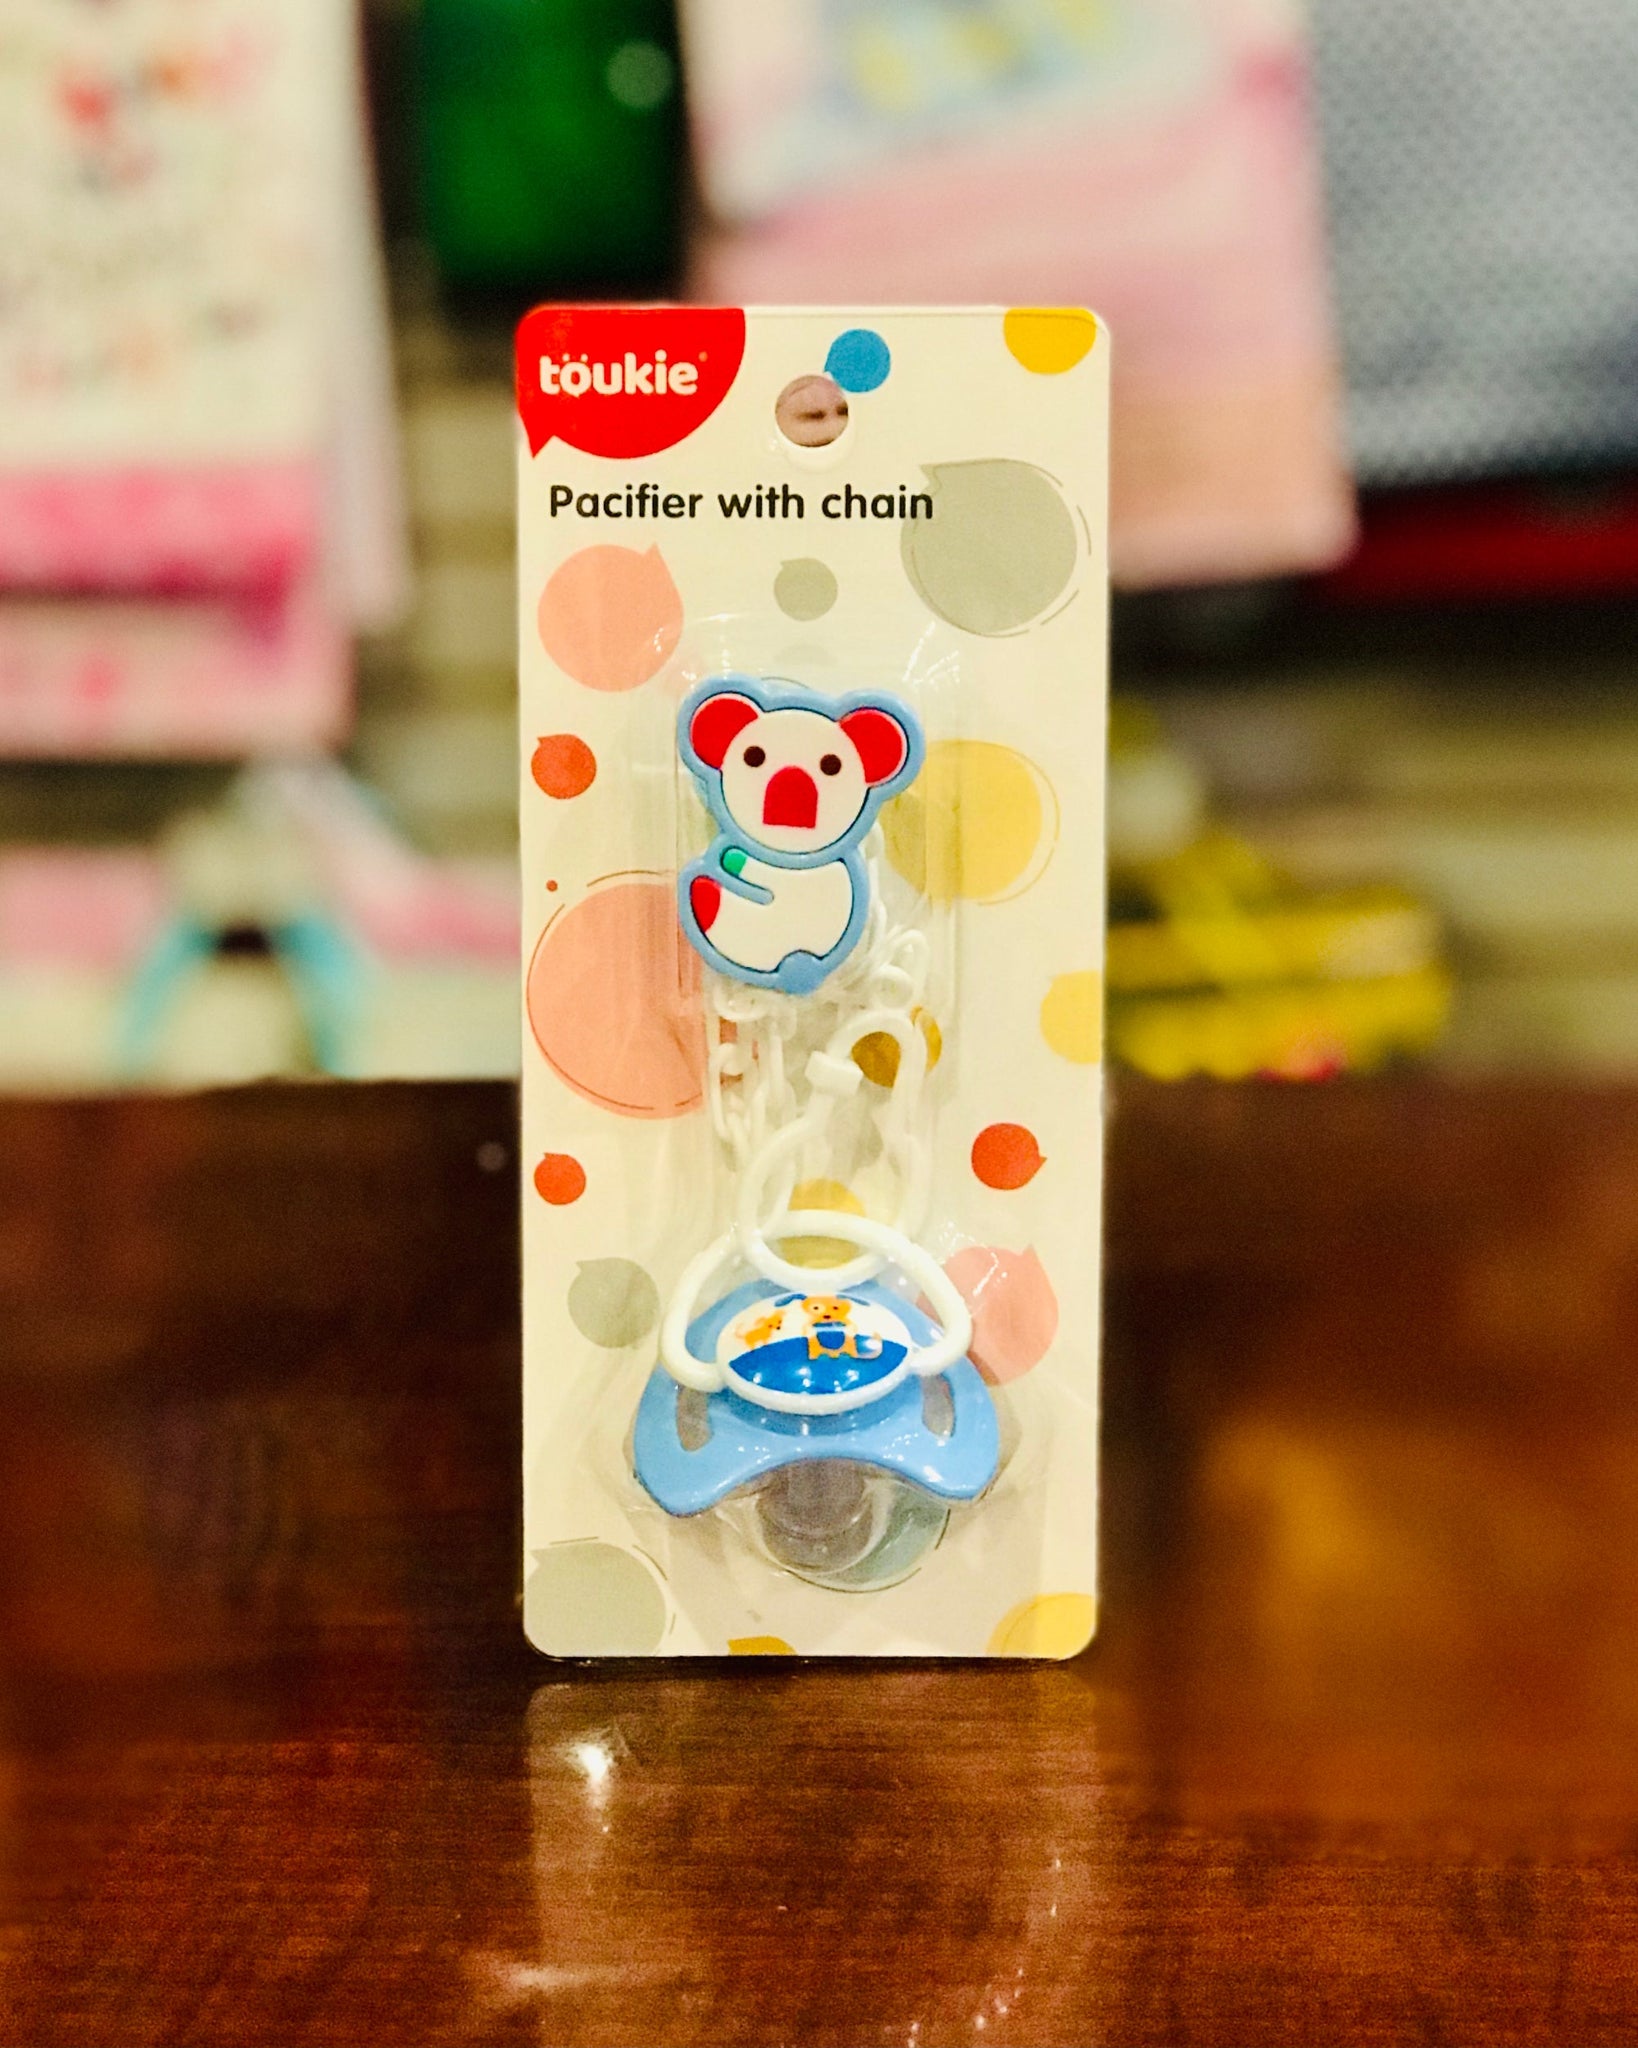 toukie
Pacifier with chain